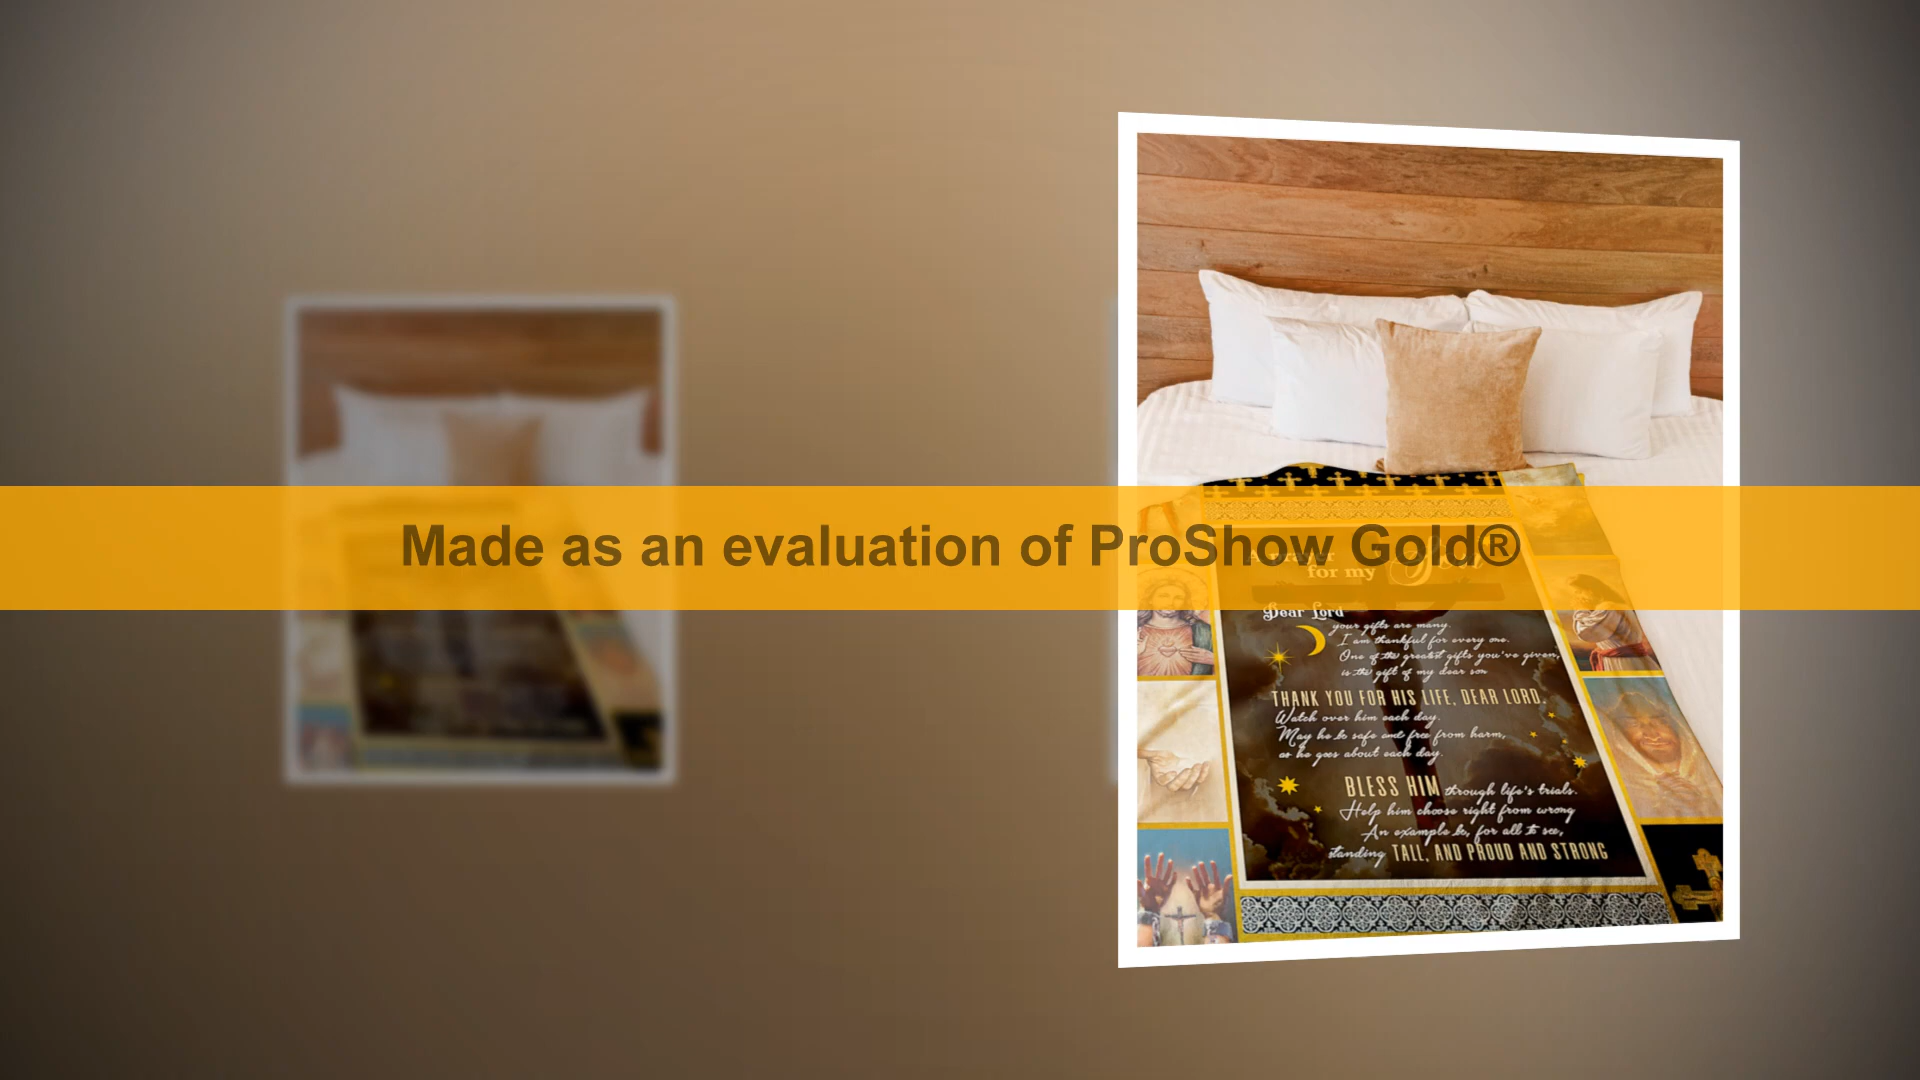 Made as an evaluation of ProShow Gold®
A prayer
for my Son
Dear Lord
your gifts are many.
I am thankful for every one.
One of the greatest gifts you've given,
is the gift of my dear son
THANK YOU FOR HIS LIFE, DEAR LORD.
Watch over him each day.
May he be safe and free from harm,
as he goes about each day.
BLESS HIM through life's trials.
Help him choose right from wrong
An example be, for all to see,
standing TALL, AND PROUD AND STRONG